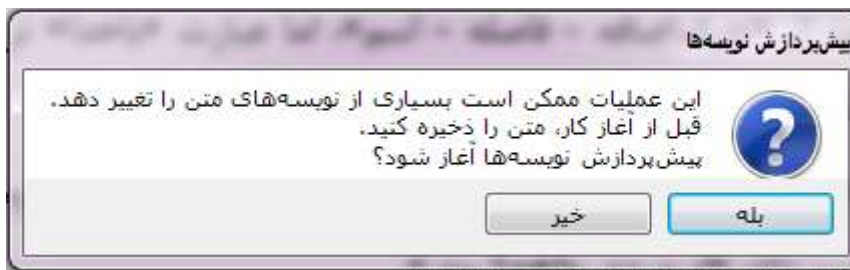 پیش‌پردازش نویسه‌ها
این عملیات ممکن است بسیاری از نویسه‌های متن را تغییر دهد.
قبل از آغاز کار، متن را ذخیره کنید.
پیش‌پردازش نویسه‌ها آغاز شود؟
بله
خیر